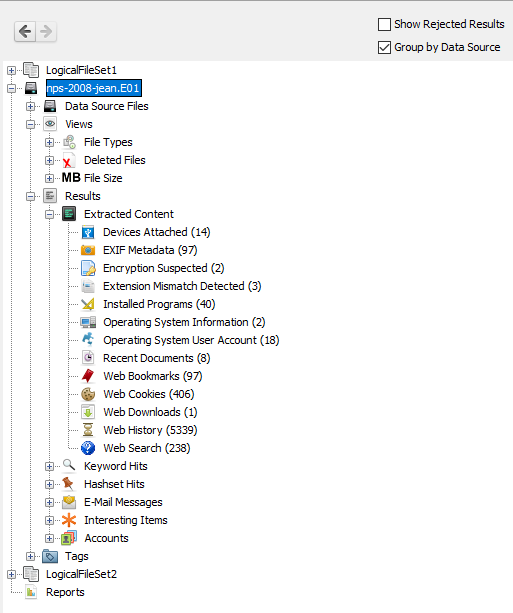 Show Rejected Results
Group by Data Source
LogicalFileSet1
nps-2008-jean.E01
Data Source Files
Views
File Types
Deleted Files
MB File Size
Results
Extracted Content
Devices Attached (14)
EXIF Metadata (97)
Encryption Suspected (2)
Extension Mismatch Detected (3)
Installed Programs (40)
Operating System Information (2)
Operating System User Account (18)
Recent Documents (8)
Web Bookmarks (97)
Web Cookies (406)
Web Downloads (1)
Web History (5339)
Web Search (238)
Keyword Hits
Hashset Hits
E-Mail Messages
Interesting Items
Accounts
Tags
LogicalFileSet2
Reports